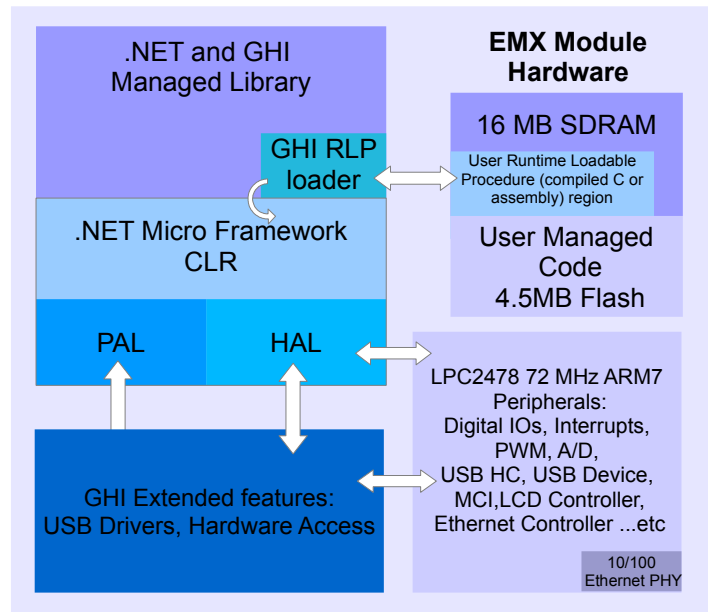 .NET and GHI
Managed Library
GHI RLP
loader
.NET Micro Framework
CLR
PAL
HAL
GHI Extended features:
USB Drivers, Hardware Access
EMX Module
Hardware
16 MB SDRAM
User Runtime Loadable
Procedure (compiled C or
assembly) region
User Managed
Code
4.5MB Flash
LPC2478 72 MHz ARM7
Peripherals:
Digital IOs, Interrupts,
PWM, A/D,
USB HC, USB Device,
MCI,LCD Controller,
Ethernet Controller ...etc
10/100
Ethernet PHY